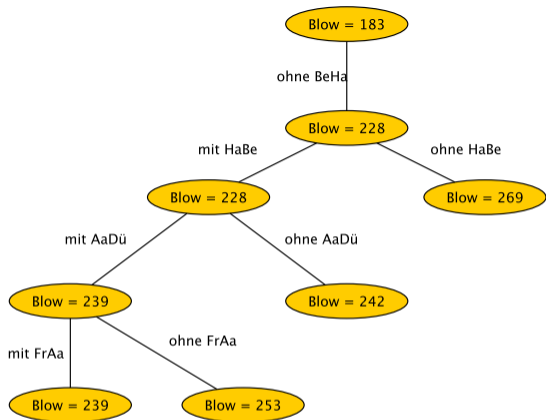 Blow = 183
ohne BeHa
Blow = 228
mit HaBe
ohne HaBe
Blow = 228
Blow = 269
mit AaDü
ohne AaDü
Blow = 239
Blow = 242
mit FrAa
ohne FrAa
Blow = 239
Blow = 253